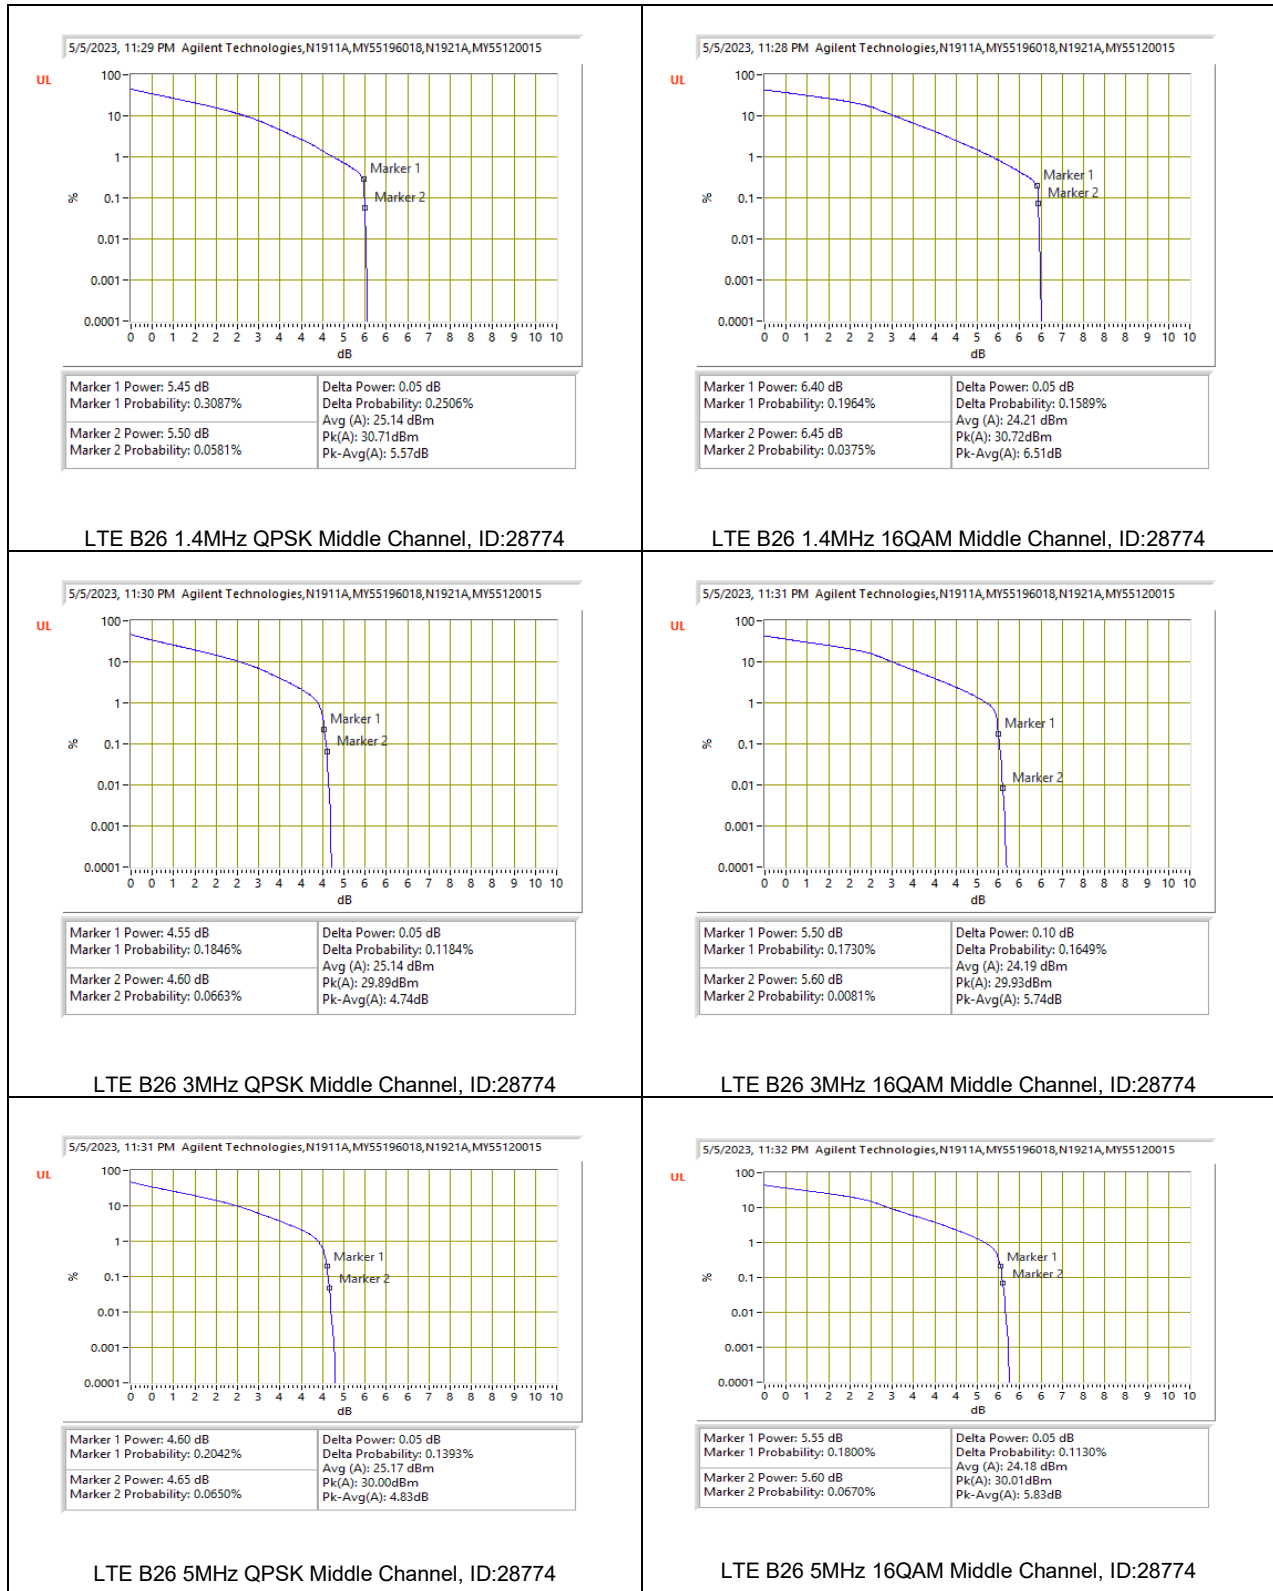 5/5/2023, 11:29 PM Agilent Technologies,N1911A,MY55196018,N1921A,MY55120015
UL
100
10
1
Marker 1
%
0.1
Marker 2
0.01
0.001
0.0001
0 0 1 2 2 2 3 4 4 4 5 6 6 6 7 8 8 8 9 10 10
dB
Marker 1 Power: 5.45 dB
Marker 1 Probability: 0.3087%
Marker 2 Power: 5.50 dB
Marker 2 Probability: 0.0581%
Delta Power: 0.05 dB
Delta Probability: 0.2506%
Avg (A): 25.14 dBm
Pk(A): 30.71dBm
Pk-Avg(A): 5.57dB
LTE B26 1.4MHz QPSK Middle Channel, ID:28774
5/5/2023, 11:28 PM Agilent Technologies,N1911A,MY55196018,N1921A,MY55120015
UL
100
10
1
Marker 1
%
0.1
Marker 2
0.01
0.001
0.0001
0 0 1 2 2 2 3 4 4 4 5 6 6 6 7 8 8 8 9 10 10
dB
Marker 1 Power: 6.40 dB
Marker 1 Probability: 0.1964%
Marker 2 Power: 6.45 dB
Marker 2 Probability: 0.0375%
Delta Power: 0.05 dB
Delta Probability: 0.1589%
Avg (A): 24.21 dBm
Pk(A): 30.72dBm
Pk-Avg(A): 6.51dB
LTE B26 1.4MHz 16QAM Middle Channel, ID:28774
5/5/2023, 11:30 PM Agilent Technologies,N1911A,MY55196018,N1921A,MY55120015
UL
100
10
1
Marker 1
%
0.1
Marker 2
0.01
0.001
0.0001
0 0 1 2 2 2 3 4 4 4 5 6 6 6 7 8 8 8 9 10 10
dB
Marker 1 Power: 4.55 dB
Marker 1 Probability: 0.1846%
Marker 2 Power: 4.60 dB
Marker 2 Probability: 0.0663%
Delta Power: 0.05 dB
Delta Probability: 0.1184%
Avg (A): 25.14 dBm
Pk(A): 29.89dBm
Pk-Avg(A): 4.74dB
LTE B26 3MHz QPSK Middle Channel, ID:28774
5/5/2023, 11:31 PM Agilent Technologies,N1911A,MY55196018,N1921A,MY55120015
UL
100
10
1
Marker 1
%
0.1
Marker 2
0.01
0.001
0.0001
0 0 1 2 2 2 3 4 4 4 5 6 6 6 7 8 8 8 9 10 10
dB
Marker 1 Power: 5.50 dB
Marker 1 Probability: 0.1730%
Marker 2 Power: 5.60 dB
Marker 2 Probability: 0.0081%
Delta Power: 0.10 dB
Delta Probability: 0.1649%
Avg (A): 24.19 dBm
Pk(A): 29.93dBm
Pk-Avg(A): 5.74dB
LTE B26 3MHz 16QAM Middle Channel, ID:28774
5/5/2023, 11:31 PM Agilent Technologies,N1911A,MY55196018,N1921A,MY55120015
UL
100
10
1
Marker 1
%
0.1
Marker 2
0.01
0.001
0.0001
0 0 1 2 2 2 3 4 4 4 5 6 6 6 7 8 8 8 9 10 10
dB
Marker 1 Power: 4.60 dB
Marker 1 Probability: 0.2042%
Marker 2 Power: 4.65 dB
Marker 2 Probability: 0.0650%
Delta Power: 0.05 dB
Delta Probability: 0.1393%
Avg (A): 25.17 dBm
Pk(A): 30.00dBm
Pk-Avg(A): 4.83dB
LTE B26 5MHz QPSK Middle Channel, ID:28774
5/5/2023, 11:32 PM Agilent Technologies,N1911A,MY55196018,N1921A,MY55120015
UL
100
10
1
Marker 1
%
0.1
Marker 2
0.01
0.001
0.0001
0 0 1 2 2 2 3 4 4 4 5 6 6 6 7 8 8 8 9 10 10
dB
Marker 1 Power: 5.55 dB
Marker 1 Probability: 0.1800%
Marker 2 Power: 5.60 dB
Marker 2 Probability: 0.0670%
Delta Power: 0.05 dB
Delta Probability: 0.1130%
Avg (A): 24.18 dBm
Pk(A): 30.01dBm
Pk-Avg(A): 5.83dB
LTE B26 5MHz 16QAM Middle Channel, ID:28774